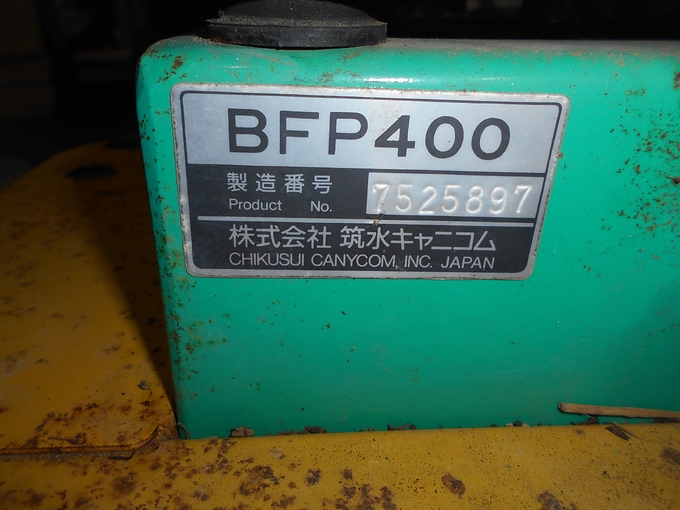 BFP400
製造番号
Product No. 7525897
株式会社 筑水キャニコム
CHIKUSUI CANYCOM, INC. JAPAN